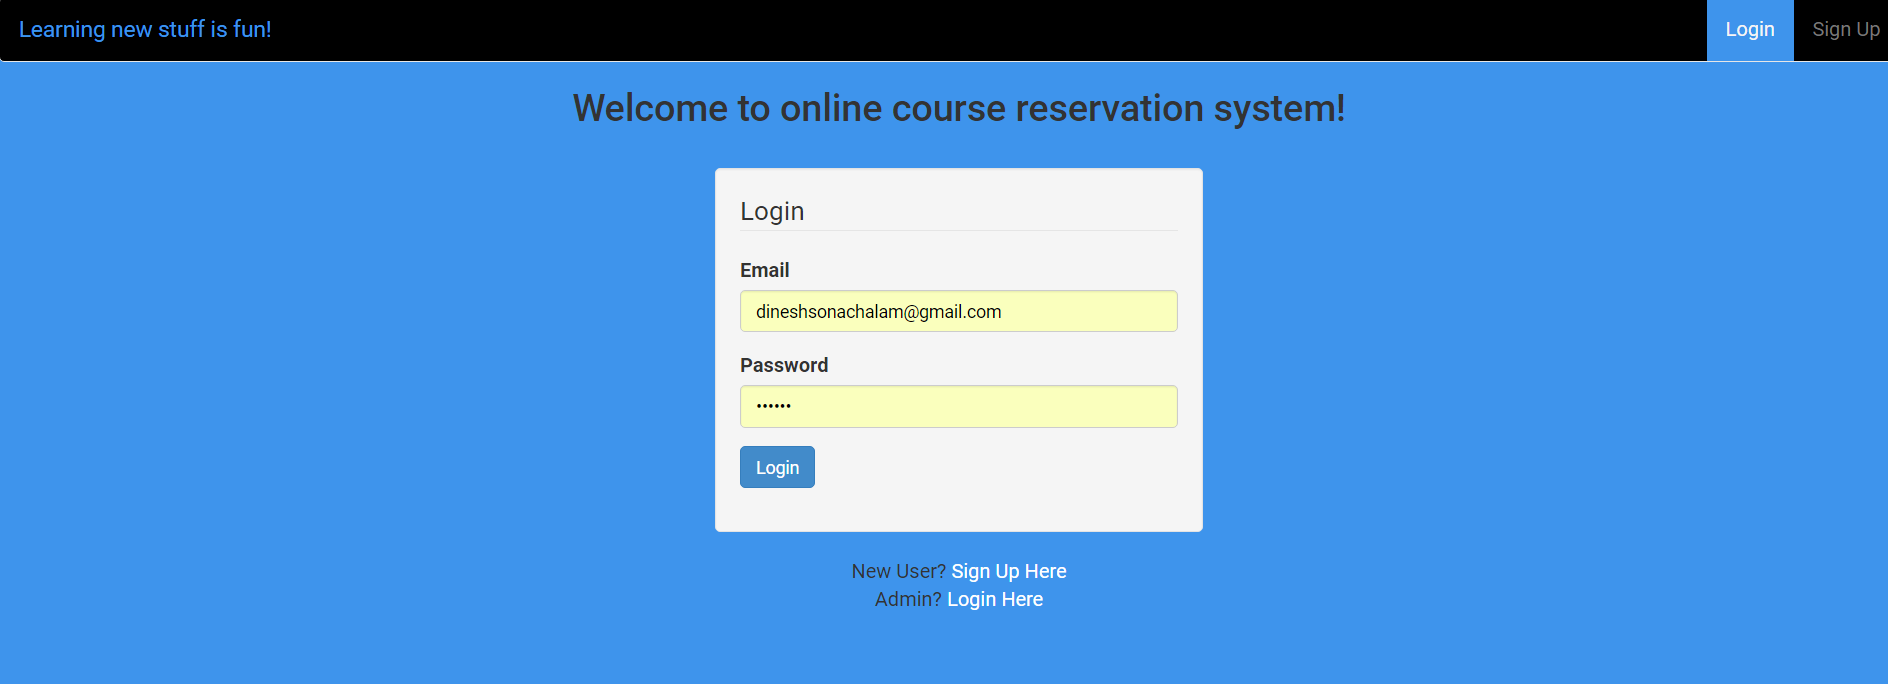 Learning new stuff is fun!
Login
Sign Up
Welcome to online course reservation system!
Login
Email
dineshsonachalam@gmail.com
Password
••••••
Login
New User? Sign Up Here
Admin? Login Here